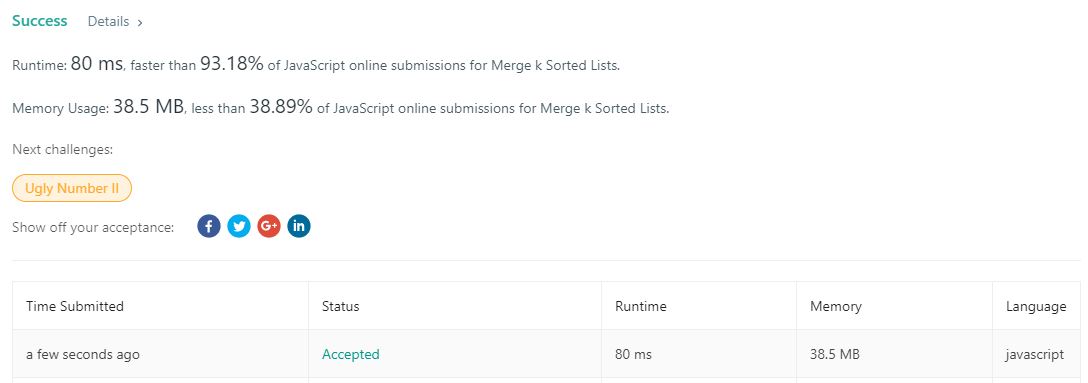 Success Details >
Runtime: 80 ms, faster than 93.18% of JavaScript online submissions for Merge k Sorted Lists.
Memory Usage: 38.5 MB, less than 38.89% of JavaScript online submissions for Merge k Sorted Lists.
Next challenges:
Ugly Number II
Show off your acceptance: f G+ in
Time Submitted Status Runtime Memory Language
a few seconds ago Accepted 80 ms 38.5 MB javascript